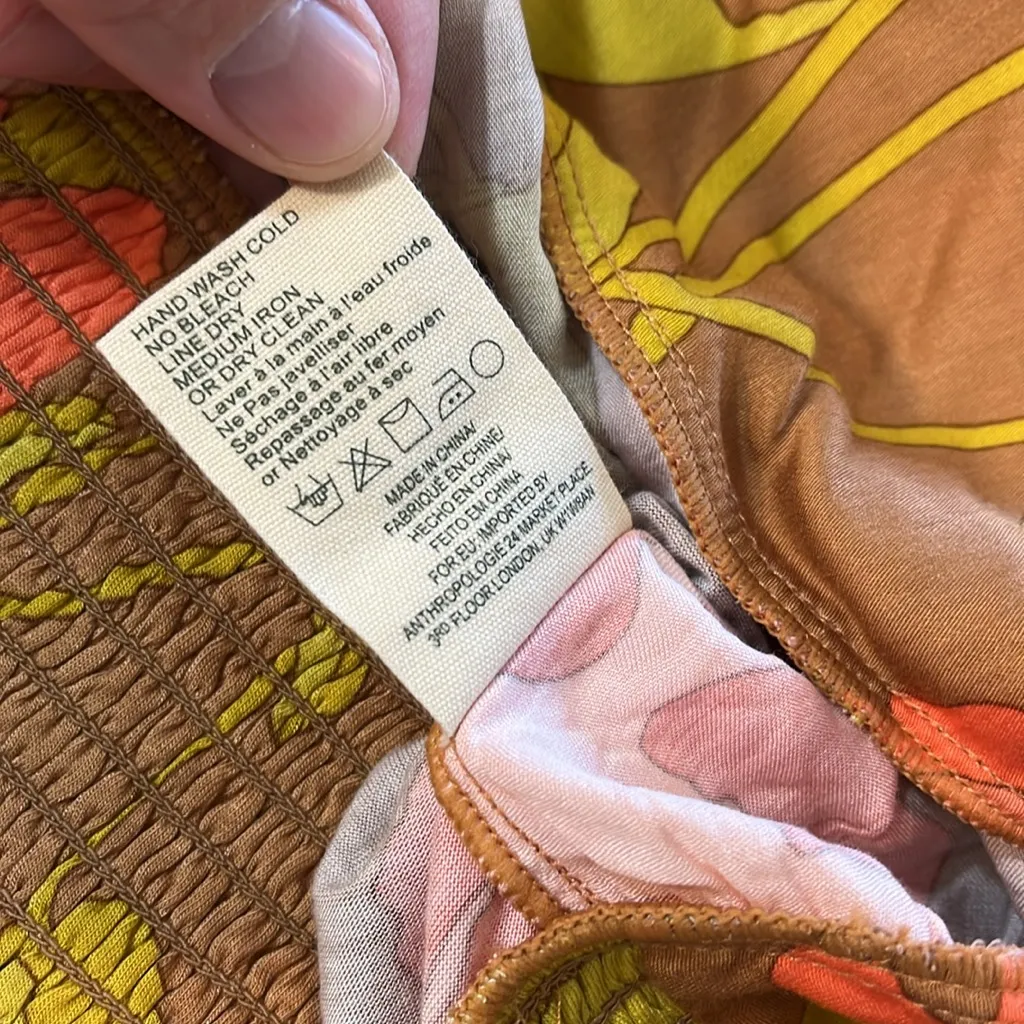 HAND WASH COLD
NO BLEACH
LINE DRY
MEDIUM IRON
OR DRY CLEAN
Laver à la main à l'eau froide
Ne Pas Javelliser
Séchage à l'air libre
Repassage au fer moyen
or Nettoyage à sec
MADE IN CHINA/
FABRIQUÉ EN CHINE/
HECHO EN CHINA/
FEITO EM CHINA
FOR EU: IMPORTED BY
ANTHROPOLOGIE 24 MARKET PLACE
3RD FLOOR LONDON, UK W1W8AN